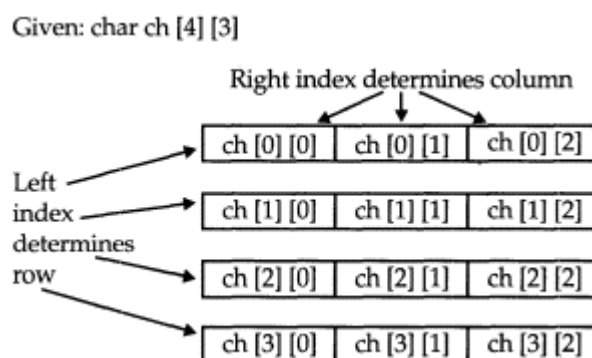 Given: char ch [4] [3]
Right index determines column
ch [0] [0] ch [0] [1] ch [0] [2]
Left
index
determines
row
ch [1] [0] ch [1] [1] ch [1] [2]
ch [2] [0] ch [2] [1] ch [2] [2]
ch [3] [0] ch [3] [1] ch [3] [2]